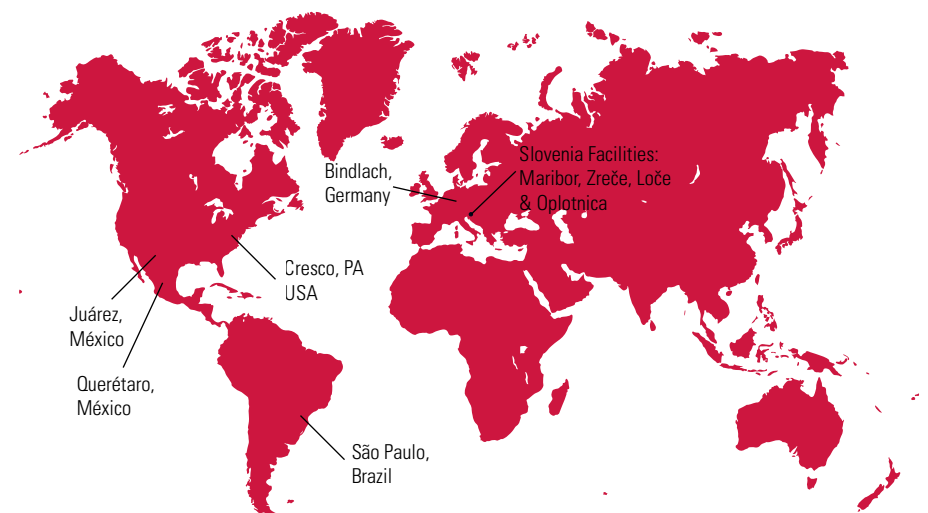 Slovenia Facilities:
Maribor, Zreče, Loče
& Oplotnica
Bindlach,
Germany
Cresco, PA
USA
Juárez,
México
Querétaro,
México
São Paulo,
Brazil